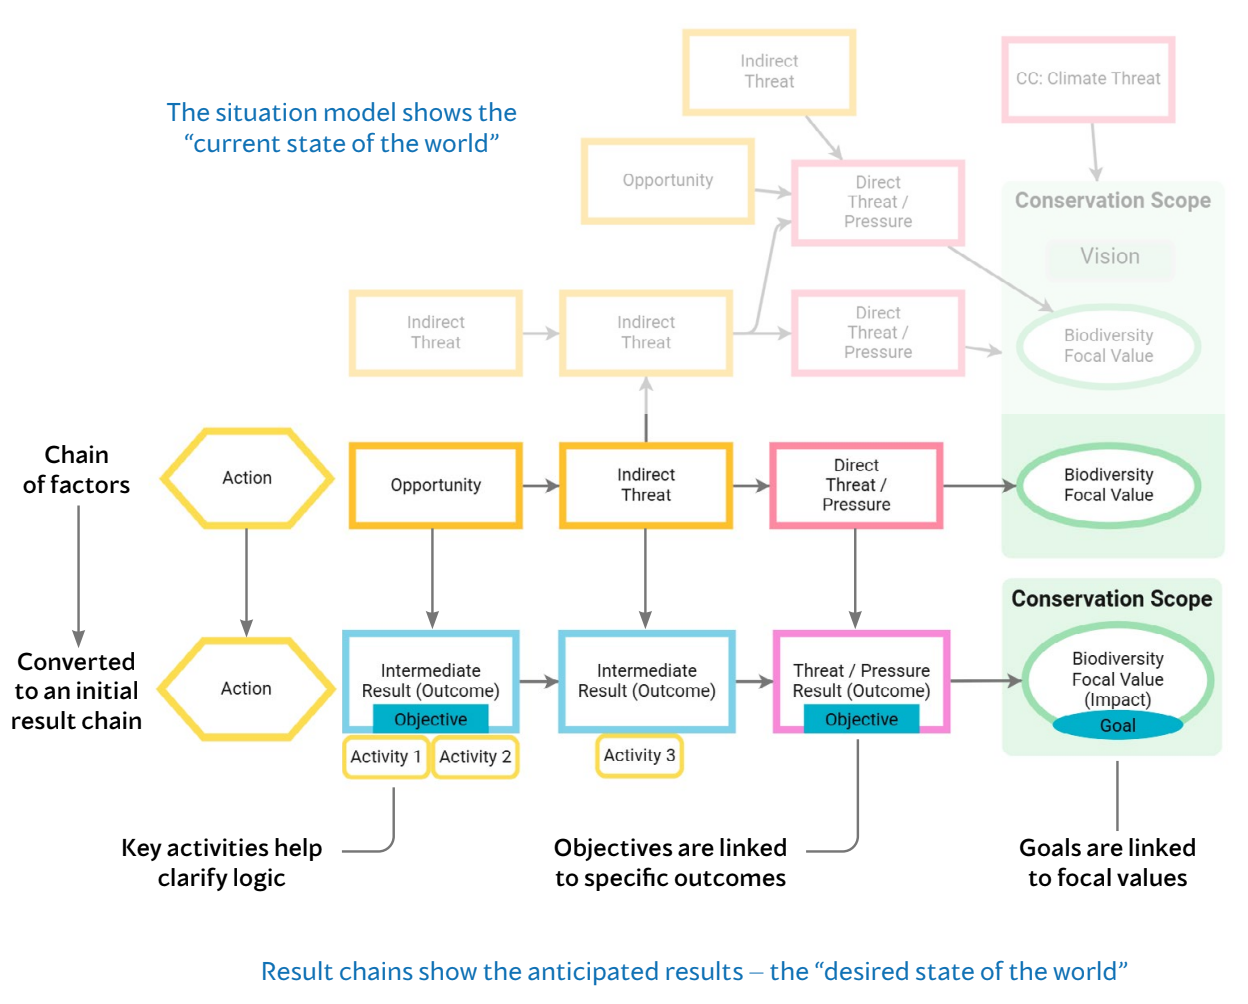 Indirect
Threat
CC: Climate Threat
The situation model shows the
“current state of the world”
Opportunity
Direct
Threat /
Pressure
Conservation Scope
Vision
Indirect
Threat
Indirect
Threat
Direct
Threat /
Pressure
Biodiversity
Focal Value
Chain
of factors
Action
Opportunity
Indirect
Threat
Direct
Threat /
Pressure
Biodiversity
Focal Value
Conservation Scope
Converted
to an initial
result chain
Action
Intermediate
Result (Outcome)
Objective
Activity 1
Activity 2
Intermediate
Result (Outcome)
Activity 3
Threat / Pressure
Result (Outcome)
Objective
Biodiversity
Focal Value
(Impact)
Goal
Key activities help
clarify logic
Objectives are linked
to specific outcomes
Goals are linked
to focal values
Result chains show the anticipated results – the “desired state of the world”